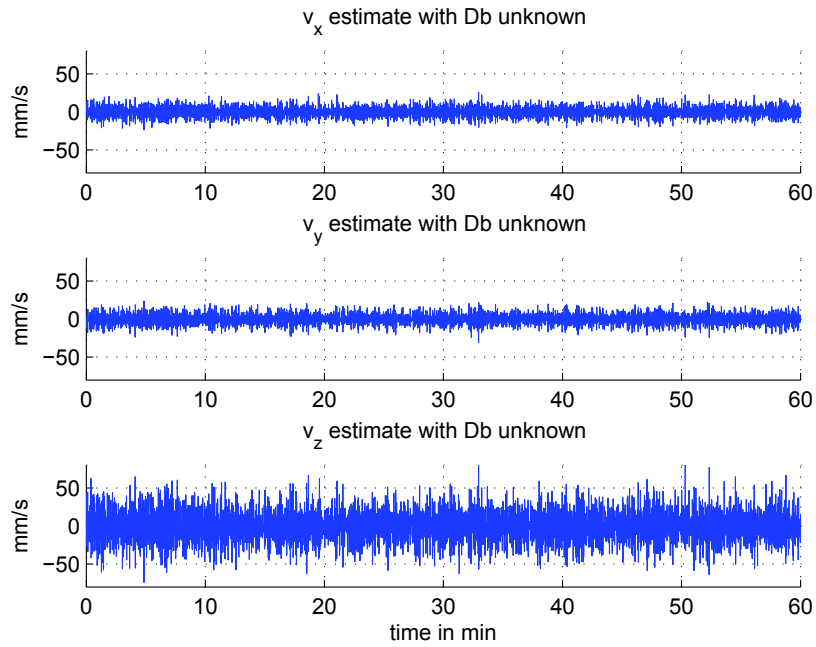 v_x estimate with Db unknown
50
0
−50
mm/s
0 10 20 30 40 50 60
v_y estimate with Db unknown
50
0
−50
mm/s
0 10 20 30 40 50 60
v_z estimate with Db unknown
50
0
−50
mm/s
0 10 20 30 40 50 60
time in min